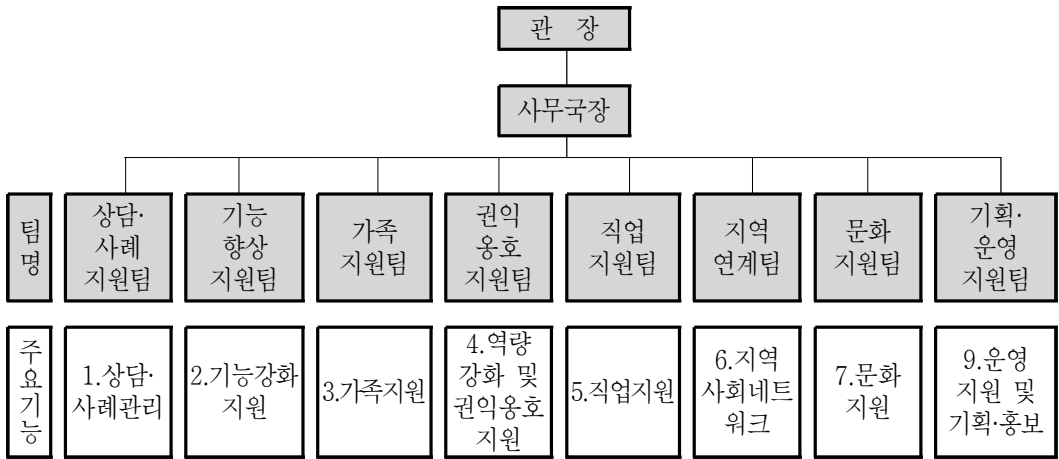 관 장
사무국장
팀
명
상담·
사례
지원팀
기능
향상
지원팀
가족
지원팀
권익
옹호
지원팀
직업
지원팀
지역
연계팀
문화
지원팀
기획·
운영
지원팀
주
요
기
능
1.상담·
사례관리
2.기능강화
지원
3.가족지원
4.역량
강화 및
권익옹호
지원
5.직업지원
6.지역
사회네트
워크
7.문화
지원
9.운영
지원 및
기획·홍보